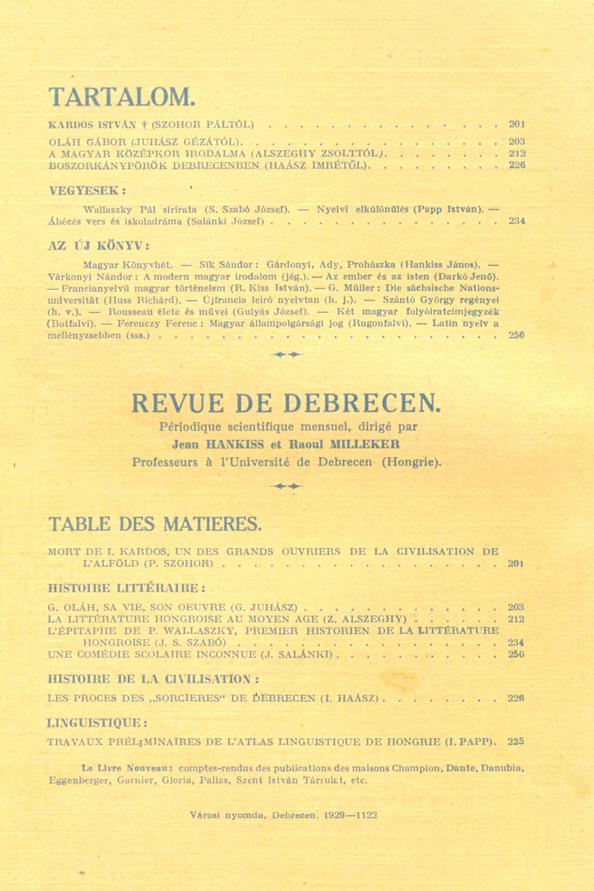 TARTALOM.
KARDOS ISTVÁN † (SZOHOR PÁLTÓL) . . . . . . . . . . . . . . . 201
OLÁH GÁBOR (JUHÁSZ GÉZÁTÓL). . . . . . . . . . . . . . . . 203
A MAGYAR KÖZÉPKOR IRODALMA (ALSZEGHY ZSOLTTÓL). . . . . . . . 212
BOSZORKÁNYPÖRÖK DEBRECENBEN (HAÁSZ IMRÉTŐL). . . . . . . . . 226
VEGYESEK :
Wallaszky Pál sirirata (S. Szabó József). — Nyelvi elkülönülés (Papp István). —
Ábécés vers és iskoladráma (Salánki József) . . . . . . . . . . . . . . . 234
AZ ÚJ KÖNYV :
Magyar Könyvhét. — Sík Sándor : Gárdonyi, Ady, Prohászka (Hankiss János). —
Várkonyi Nándor : A modern magyar irodalom (jég.). — Az ember és az isten (Darkó Jenő).
— Francianyelvű magyar történelem (R. Kiss István). — G. Müller : Die sächsische Nations-
universität (Huss Richárd). — Újfrancia leíró nyelvtan (h. j.). — Szántó György regényei
(h. v.). — Rousseau élete és művei (Gulyás József). — Két magyar folyóiratcimjegyzék
(Botfalvi). — Ferenczy Ferenc : Magyar állampolgársági jog (Rugonfalvi). — Latin nyelv a
mellényzsebben (sss.) . . . . . . . . . . . . . . . . . . . . . 256
REVUE DE DEBRECEN.
Périodique scientifique mensuel, dirigé par
Jean HANKISS et Raoul MILLEKER
Professeurs à l'Université de Debrecen (Hongrie).
TABLE DES MATIERES.
MORT DE I. KARDOS, UN DES GRANDS OUVRIERS DE LA CIVILISATION DE
L'ALFÖLD (P. SZOHOR) . . . . . . . . . . . . . . . . . 201
HISTOIRE LITTÉRAIRE :
G. OLÁH, SA VIE, SON OEUVRE (G. JUHÁSZ) . . . . . . . . . . . . 203
LA LITTÉRATURE HONGROISE AU MOYEN AGE (Z. ALSZEGHY) . . . . . . 212
L'ÉPITAPHE DE P. WALLASZKY, PREMIER HISTORIEN DE LA LITTÉRATURE
HONGROISE (J. S. SZABÓ) . . . . . . . . . . . . . . . . 234
UNE COMÉDIE SCOLAIRE INCONNUE (J. SALÁNKI) . . . . . . . . . . 250
HISTOIRE DE LA CIVILISATION :
LES PROCES DES „SORCIERES“ DE DEBRECEN (I. HAÁSZ) . . . . . . . . 226
LINGUISTIQUE :
TRAVAUX PRÉLIMINAIRES DE L'ATLAS LINGUISTIQUE DE HONGRIE (I. PAPP). 235
Le Livre Nouveau : comptes-rendus des publications des maisons Champion, Dante, Danubia,
Eggenberger, Garnier, Gloria, Pallas, Szent István Társulat, etc.
Városi nyomda, Debrecen. 1929—1122